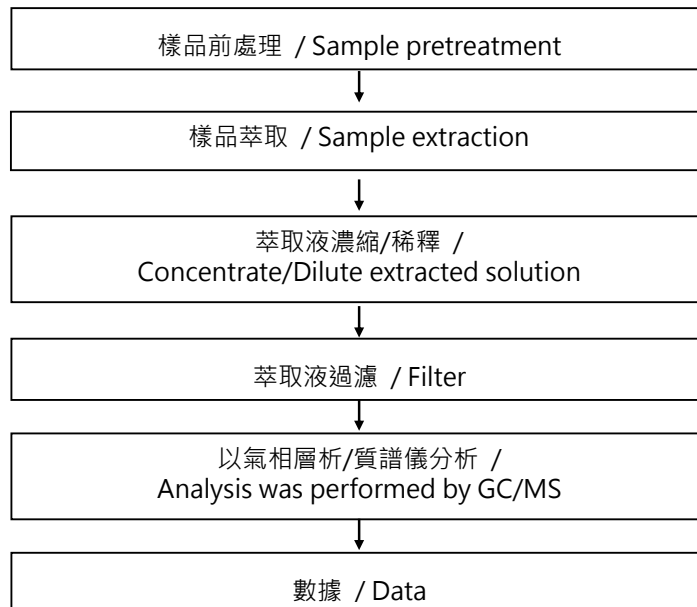 樣品前處理 / Sample pretreatment
樣品萃取 / Sample extraction
萃取液濃縮/稀釋 /
Concentrate/Dilute extracted solution
萃取液過濾 / Filter
以氣相層析/質譜儀分析 /
Analysis was performed by GC/MS
數據 / Data